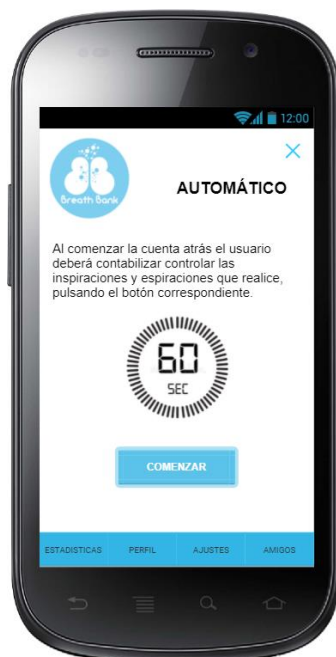 12:00
Breath Bank
AUTOMÁTICO
Al comenzar la cuenta atrás el usuario
deberá contabilizar controlar las
inspiraciones y espiraciones que realice,
pulsando el botón correspondiente.
60
SEC
COMENZAR
ESTADISTICAS PERFIL AJUSTES AMIGOS